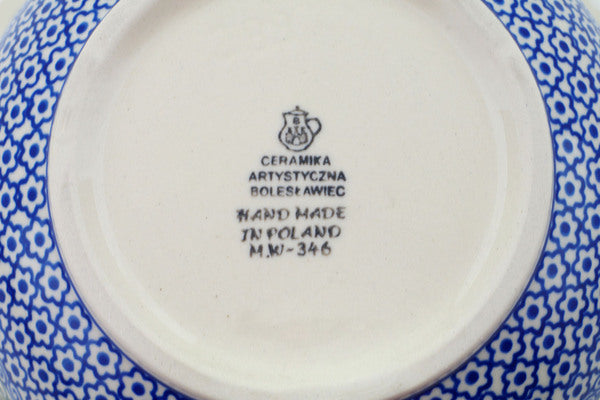 B
CERAMIKA
ARTYSTYCZNA
BOLESŁAWIEC
HAND MADE
IN POLAND
M.W-346